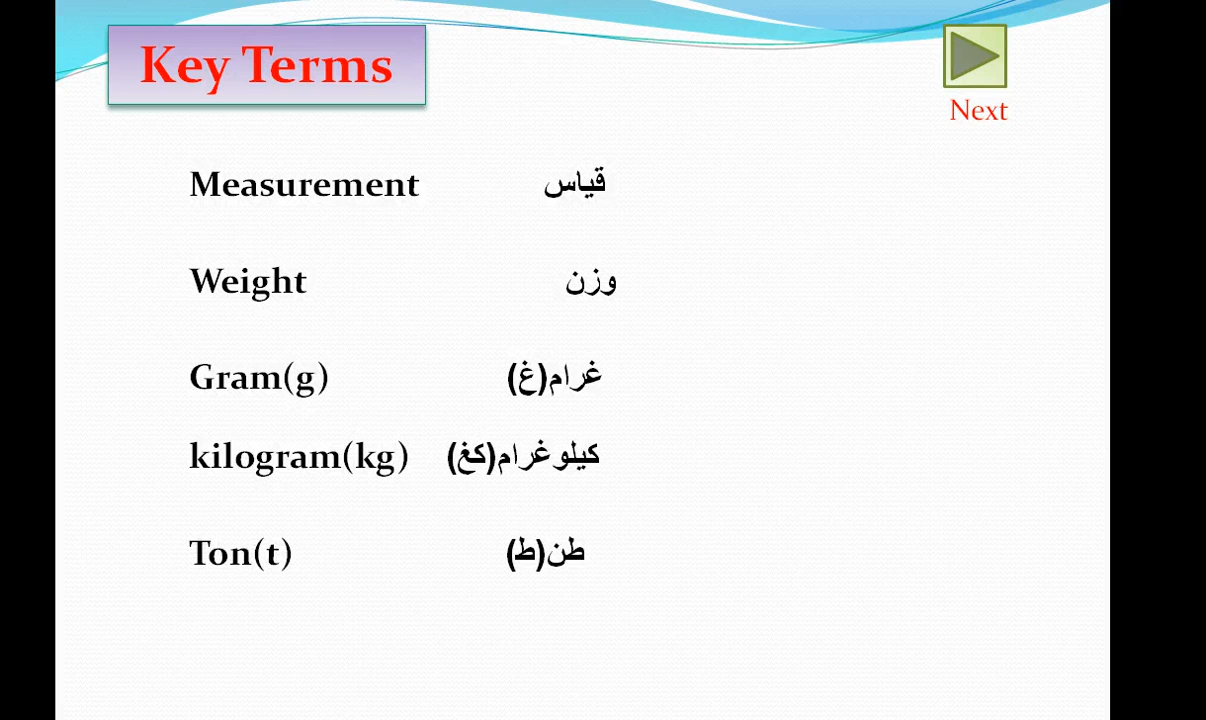 Key Terms
Next
Measurement قياس
Weight وزن
Gram(g) غرام(غ)
kilogram(kg) كيلوغرام(كغ)
Ton(t) طن(ط)